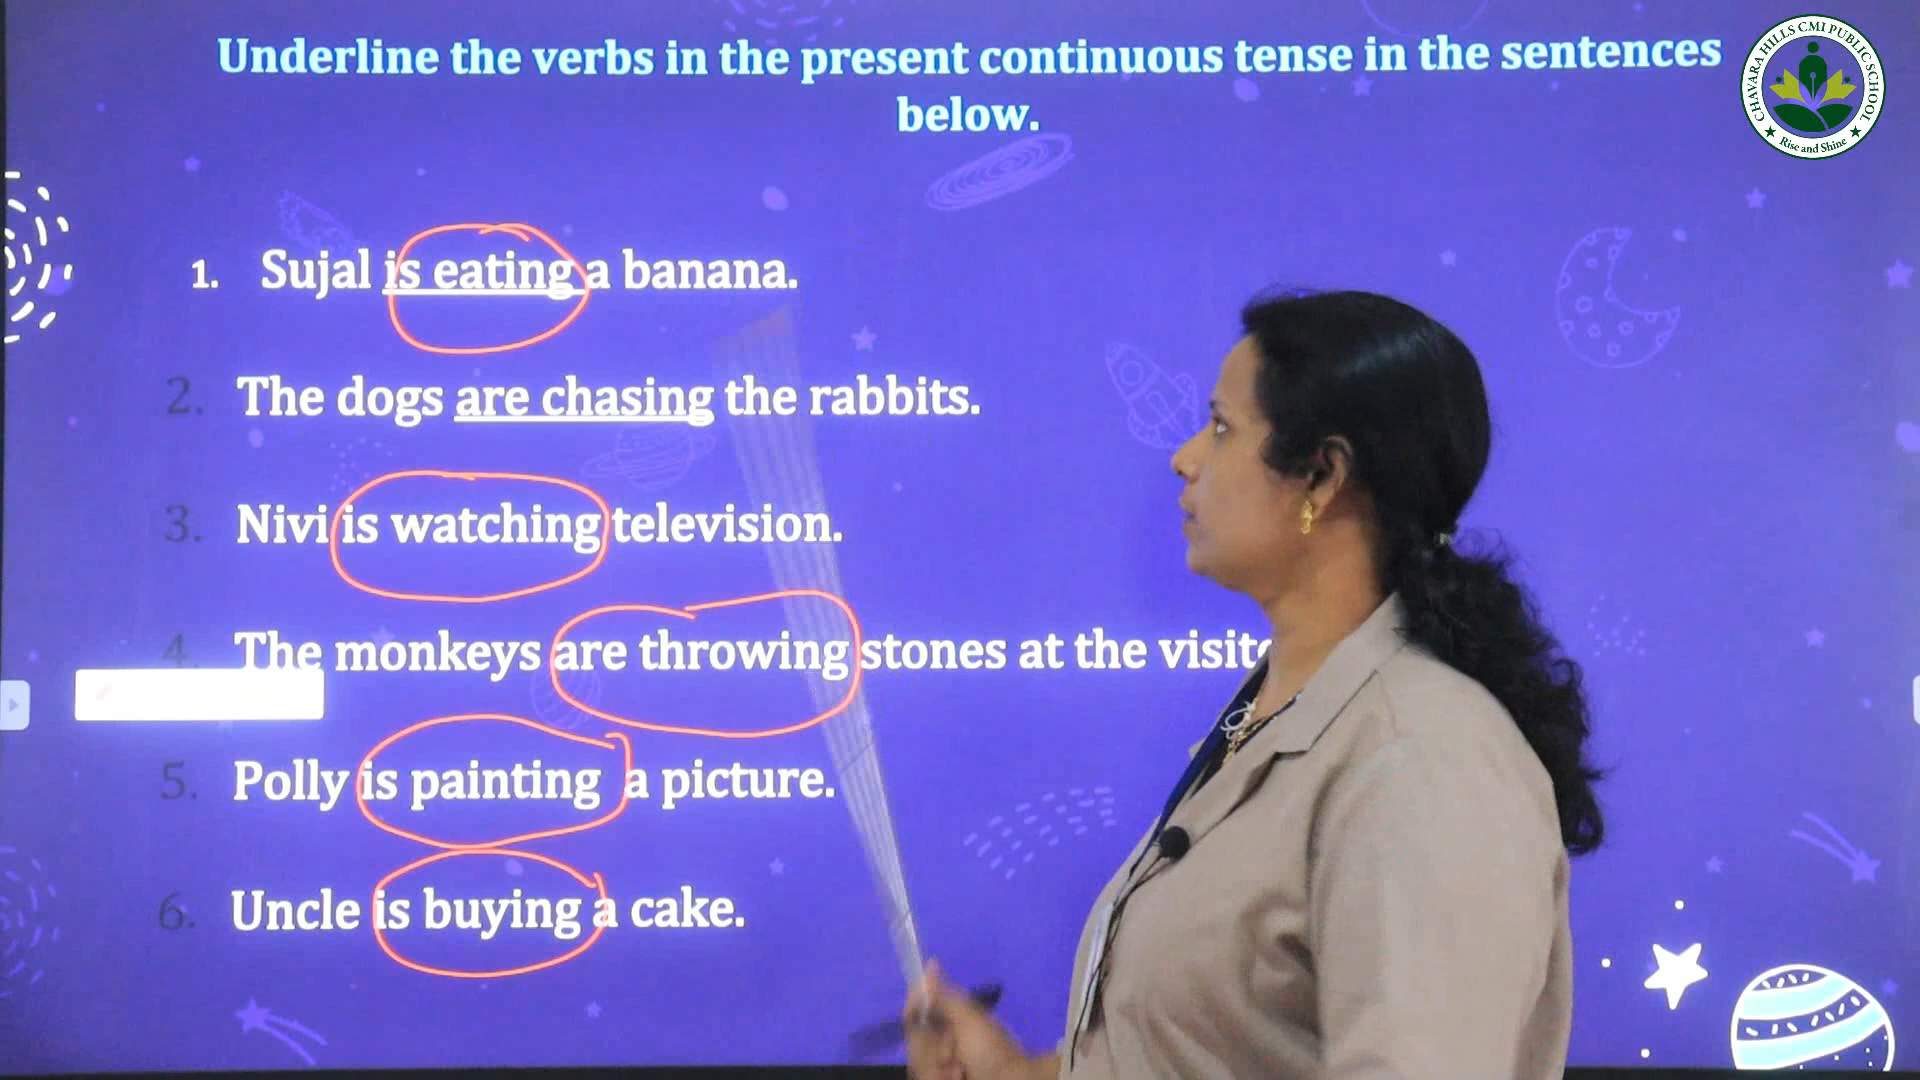 Underline the verbs in the present continuous tense in the sentences
below.
CHAVARA HILLS CMI PUBLIC SCHOOL
Rise and Shine
1. Sujal is eating a banana.
2. The dogs are chasing the rabbits.
3. Nivi is watching television.
4. The monkeys are throwing stones at the
5. Polly is painting a picture.
6. Uncle is buying a cake.